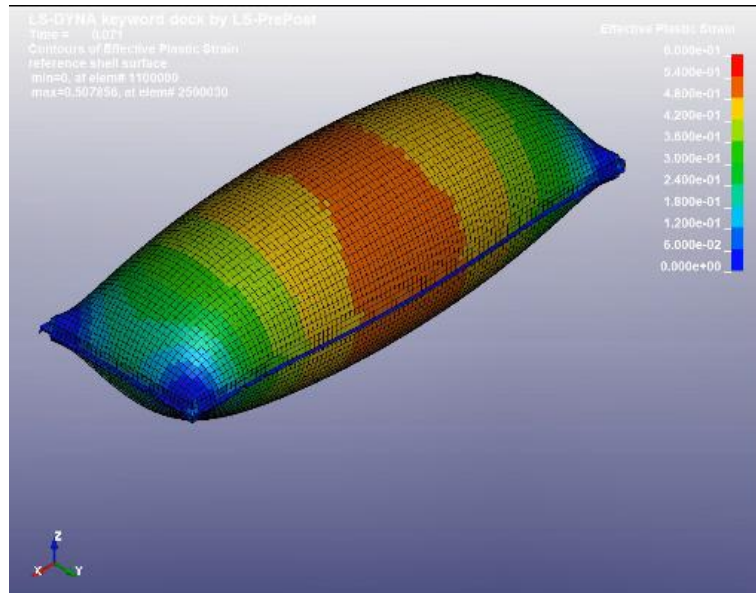 LS-DYNA keyword deck by LS-PrePost
Time = 0.071
Contours of Effective Plastic Strain
reference shell surface
min=0, at elem# 1100000
max=0.507856, at elem# 2500030
Effective Plastic Strain
6.000e-01
5.400e-01
4.800e-01
4.200e-01
3.600e-01
3.000e-01
2.400e-01
1.800e-01
1.200e-01
6.000e-02
0.000e+00
Z
X
Y